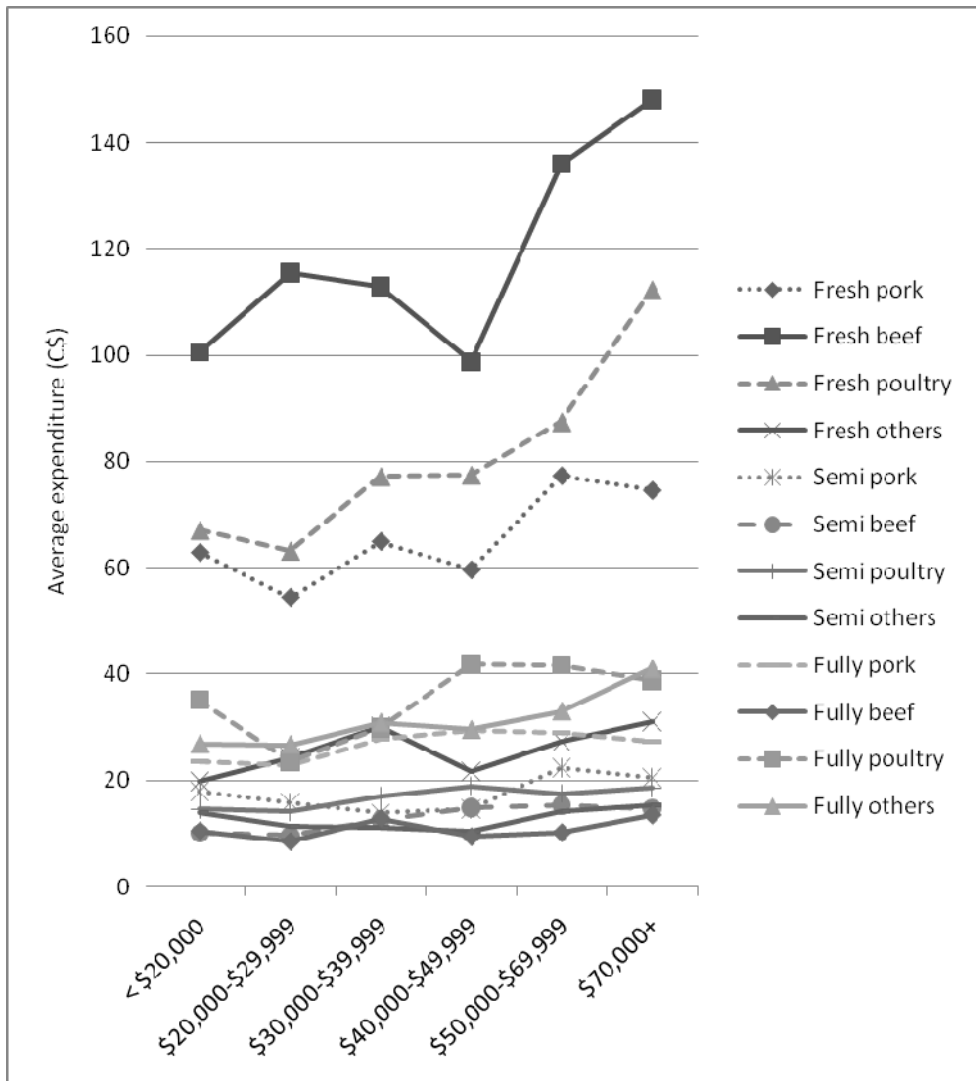 160
140
120
100
80
60
40
20
0
Average expenditure (C$)
<$20,000
$20,000-$29,999
$30,000-$39,999
$40,000-$49,999
$50,000-$69,999
$70,000+
Fresh pork
Fresh beef
Fresh poultry
Fresh others
Semi pork
Semi beef
Semi poultry
Semi others
Fully pork
Fully beef
Fully poultry
Fully others